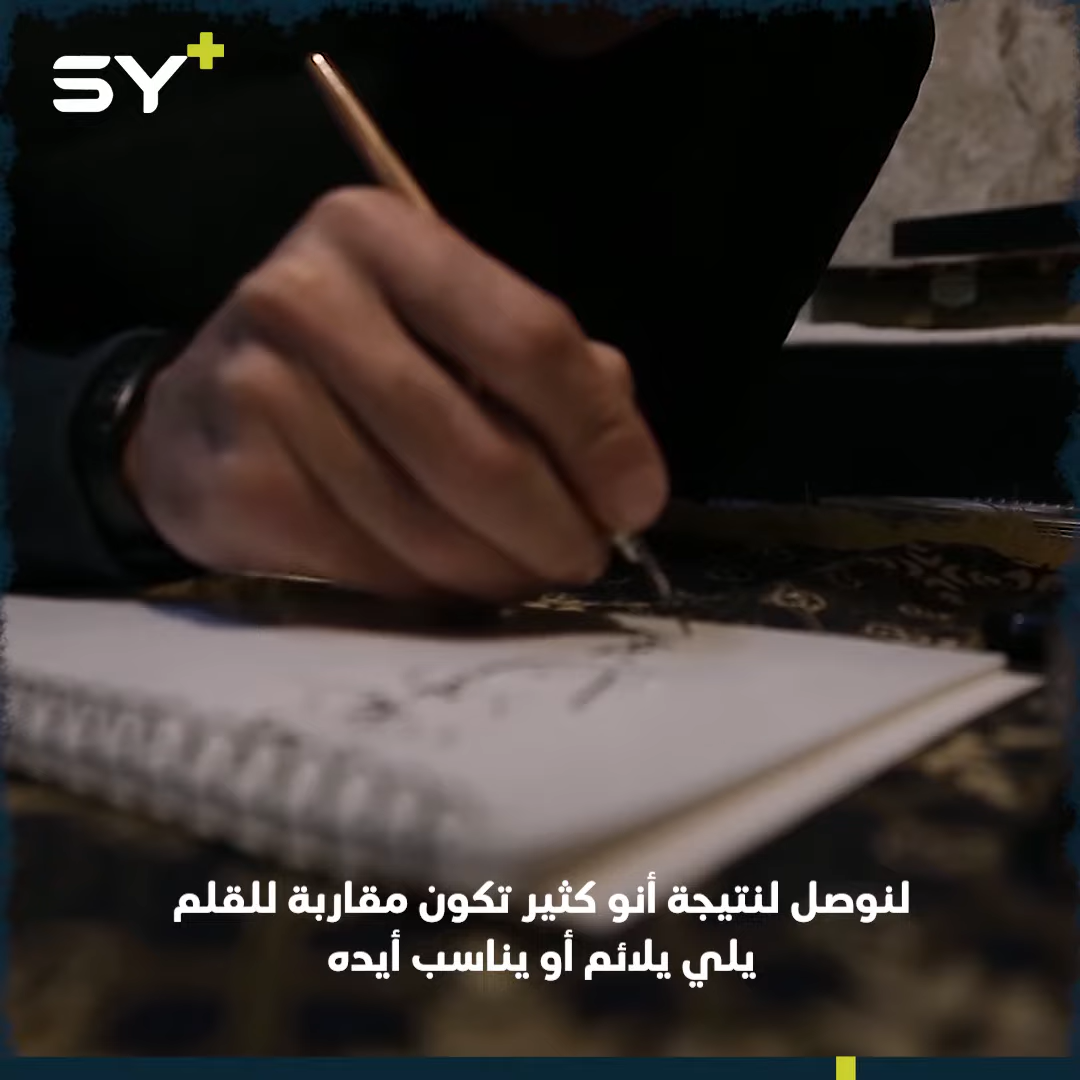 SY+
لنوصل لنتيجة أنو كثير تكون مقاربة للقلم
يلي يلائم أو يناسب أيده